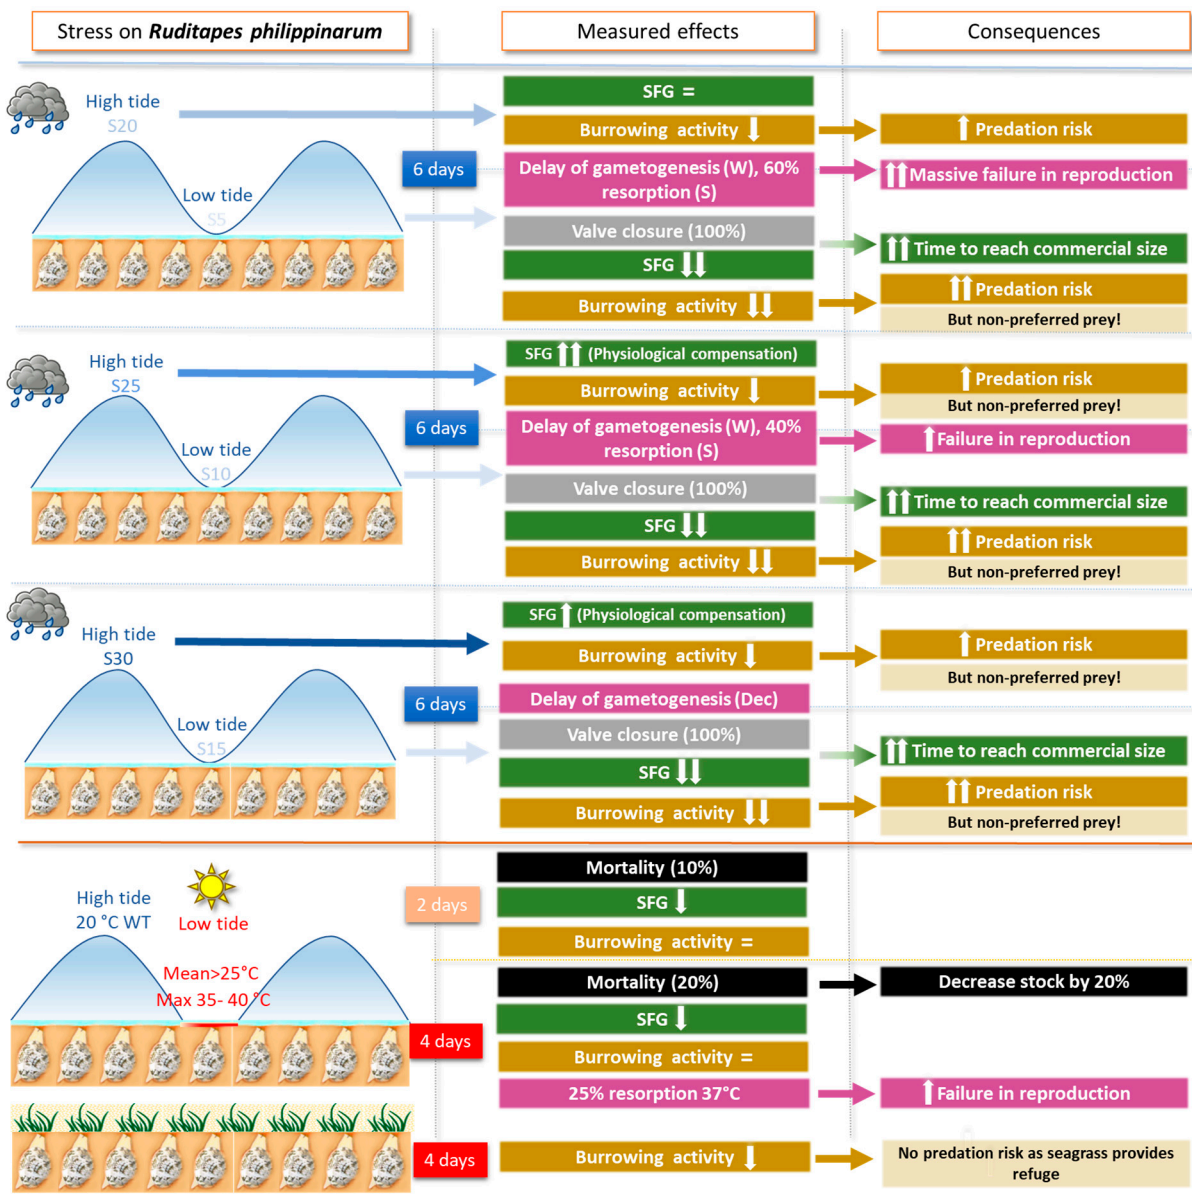 Stress on Ruditapes philippinarum
Measured effects
Consequences
High tide
S20
Low tide
S5
6 days
SFG =
Burrowing activity ↓
Delay of gametogenesis (W), 60%
resorption (S)
Valve closure (100%)
SFG ↓↓
Burrowing activity ↓↓
↑ Predation risk
↑↑ Massive failure in reproduction
↑↑ Time to reach commercial size
↑↑ Predation risk
But non-preferred prey!
High tide
S25
Low tide
S10
6 days
SFG ↑↑ (Physiological compensation)
Burrowing activity ↓
Delay of gametogenesis (W), 40%
resorption (S)
Valve closure (100%)
SFG ↓↓
Burrowing activity ↓↓
↑ Predation risk
But non-preferred prey!
↑ Failure in reproduction
↑↑ Time to reach commercial size
↑↑ Predation risk
But non-preferred prey!
High tide
S30
Low tide
S15
6 days
SFG ↑ (Physiological compensation)
Burrowing activity ↓
Delay of gametogenesis (Dec)
Valve closure (100%)
SFG ↓↓
Burrowing activity ↓↓
↑ Predation risk
But non-preferred prey!
↑↑ Time to reach commercial size
↑↑ Predation risk
But non-preferred prey!
High tide
20 °C WT
Low tide
Mean>25°C
Max 35- 40 °C
2 days
Mortality (10%)
SFG ↓
Burrowing activity =
4 days
Mortality (20%)
SFG ↓
Burrowing activity =
25% resorption 37°C
Decrease stock by 20%
↑ Failure in reproduction
4 days
Burrowing activity ↓
No predation risk as seagrass provides
refuge